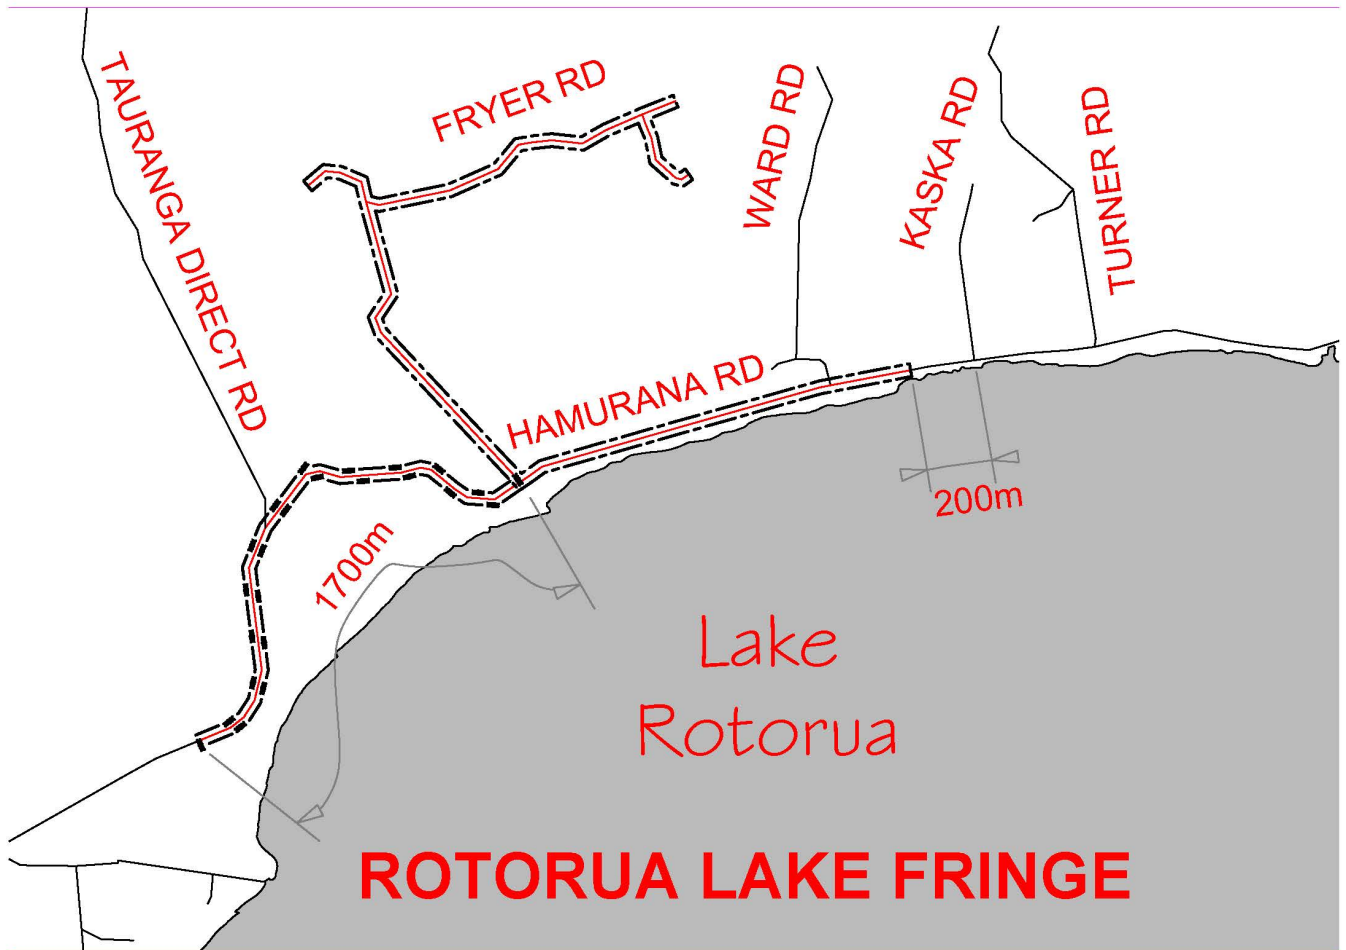 TAURANGA DIRECT RD
FRYER RD
WARD RD
KASKA RD
TURNER RD
HAMURANA RD
200m
1700m
Lake
Rotorua
ROTORUA LAKE FRINGE